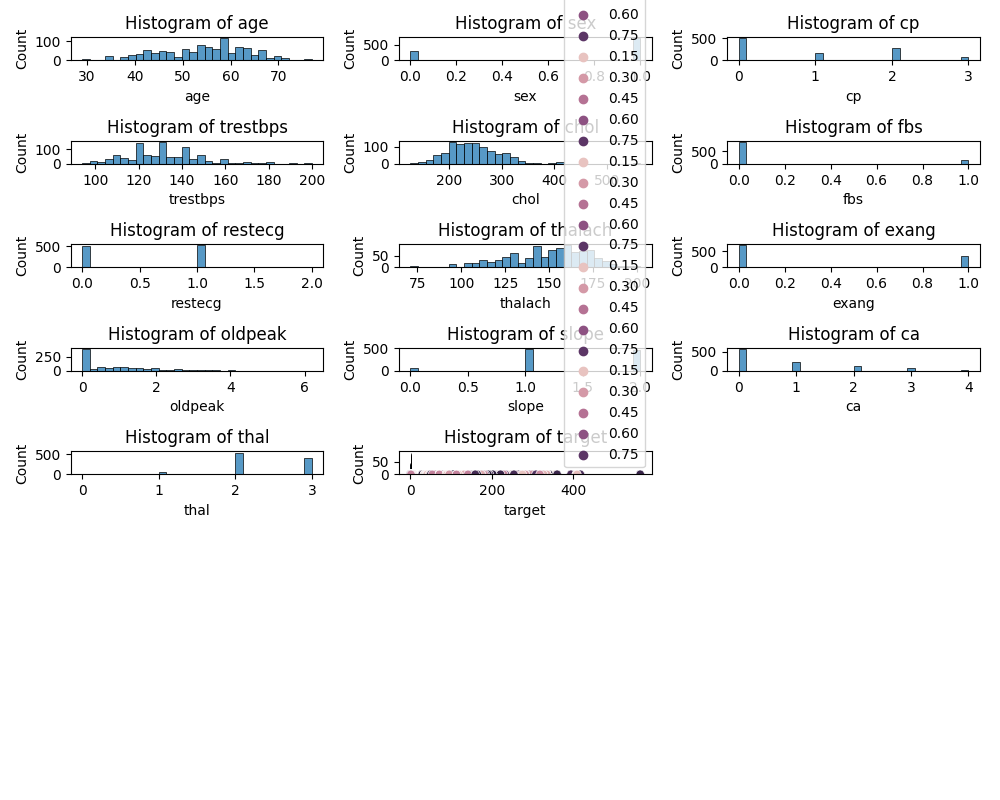 Histogram of age
Count
100
0
30 40 50 60 70
age
Histogram of sex
Count
500
0
0.0 0.2 0.4 0.6 0.8 1.0
sex
Histogram of cp
Count
500
0
0 1 2 3
cp
Histogram of trestbps
Count
100
0
100 120 140 160 180 200
trestbps
Histogram of chol
Count
100
0
200 300 400 500
chol
Histogram of fbs
Count
500
0
0.0 0.2 0.4 0.6 0.8 1.0
fbs
Histogram of restecg
Count
500
0
0.0 0.5 1.0 1.5 2.0
restecg
Histogram of thalach
Count
50
0
75 100 125 150 175 200
thalach
Histogram of exang
Count
500
0
0.0 0.2 0.4 0.6 0.8 1.0
exang
Histogram of oldpeak
Count
250
0
0 2 4 6
oldpeak
Histogram of slope
Count
500
0
0.0 0.5 1.0 1.5 2.0
slope
Histogram of ca
Count
500
0
0 1 2 3 4
ca
Histogram of thal
Count
500
0
0 1 2 3
thal
Histogram of target
Count
50
0
0 200 400
target
0.60
0.75
0.15
0.30
0.45
0.60
0.75
0.15
0.30
0.45
0.60
0.75
0.15
0.30
0.45
0.60
0.75
0.15
0.30
0.45
0.60
0.75